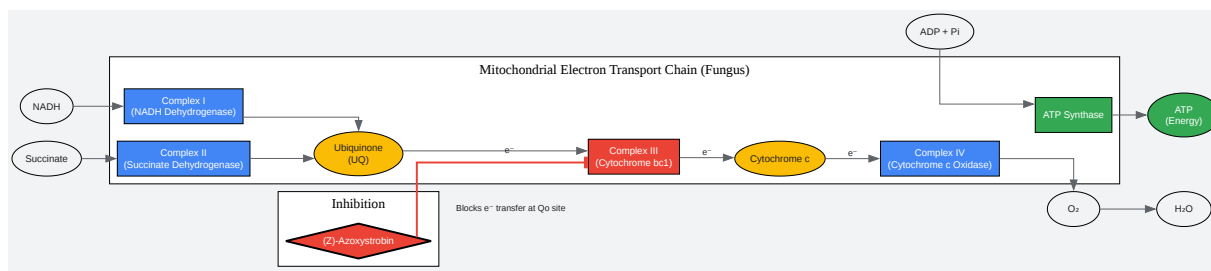 ADP + Pi
Mitochondrial Electron Transport Chain (Fungus)
NADH
Complex I
(NADH Dehydrogenase)
ATP Synthase
ATP
(Energy)
Succinate
Complex II
(Succinate Dehydrogenase)
Ubiquinone
(UQ)
e⁻
Complex III
(Cytochrome bc1)
e⁻
Cytochrome c
e⁻
Complex IV
(Cytochrome c Oxidase)
Inhibition
(Z)-Azoxystrobin
Blocks e⁻ transfer at Qo site
O₂
H₂O